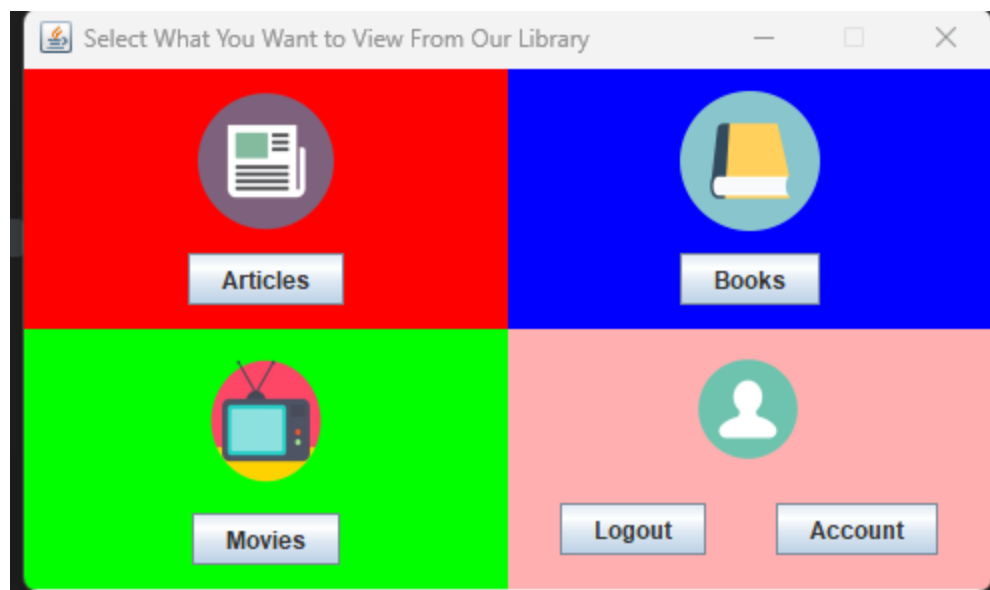 Select What You Want to View From Our Library
Articles
Books
Movies
Logout
Account